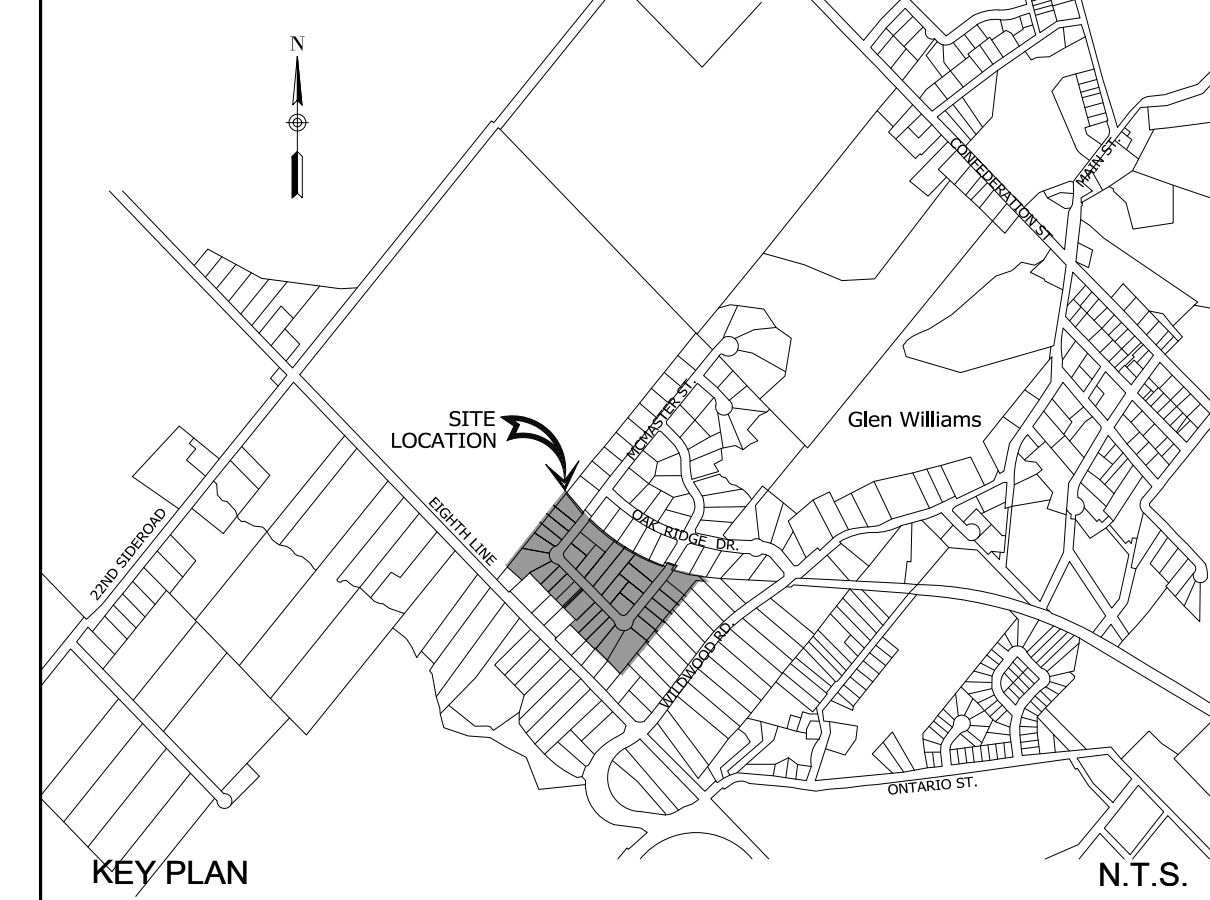 N
CONFEDERATION ST
MAIN ST.
MCMASTER ST.
SITE
LOCATION
Glen Williams
EIGHTH LINE
22ND SIDEROAD
OAK RIDGE DR.
WILDWOOD RD.
ONTARIO ST.
KEY PLAN
N.T.S.